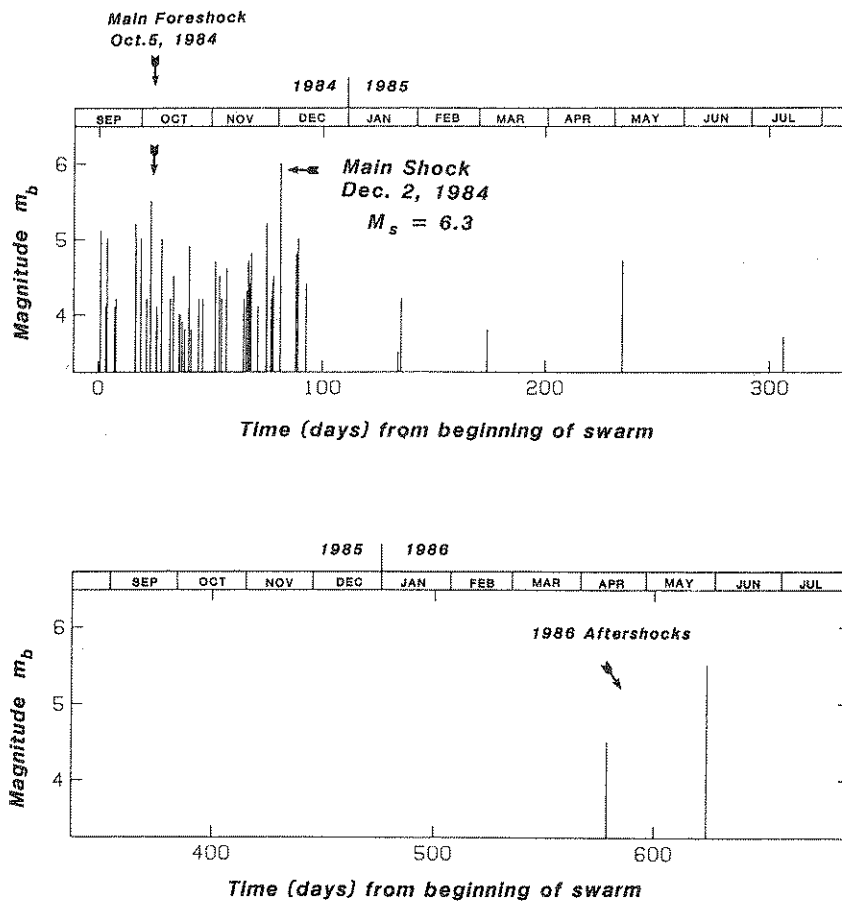 Main Foreshock
Oct.5, 1984
1984 1985
SEP OCT NOV DEC JAN FEB MAR APR MAY JUN JUL
Magnitude m_b
6
5
4
Main Shock
Dec. 2, 1984
M_s = 6.3
0 100 200 300
Time (days) from beginning of swarm
1985 1986
SEP OCT NOV DEC JAN FEB MAR APR MAY JUN JUL
Magnitude m_b
6
5
4
1986 Aftershocks
400 500 600
Time (days) from beginning of swarm